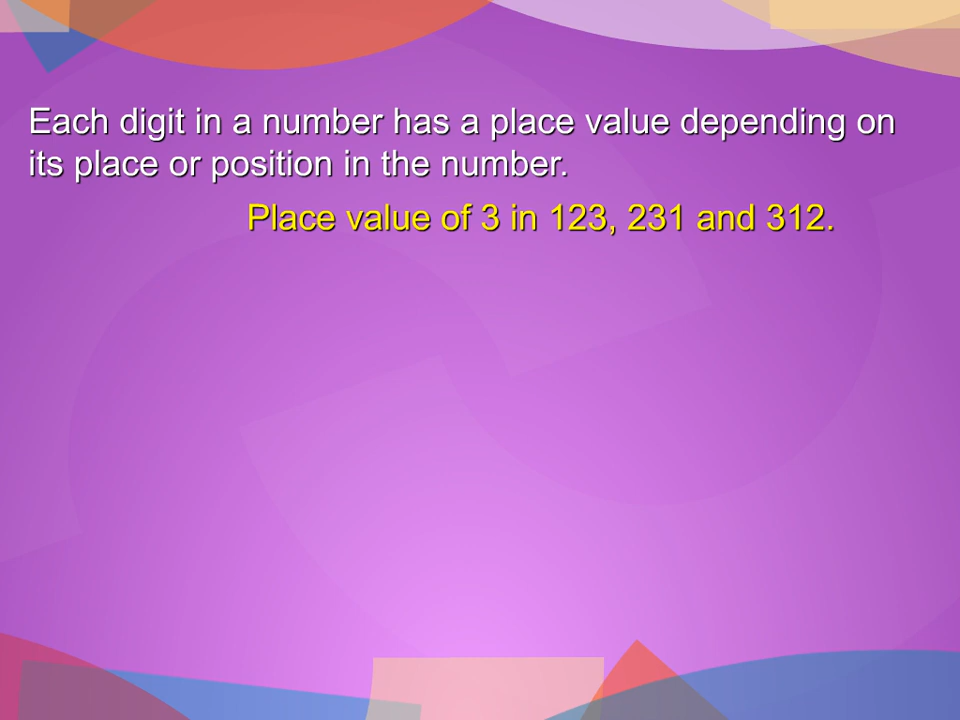 Each digit in a number has a place value depending on
its place or position in the number.
Place value of 3 in 123, 231 and 312.